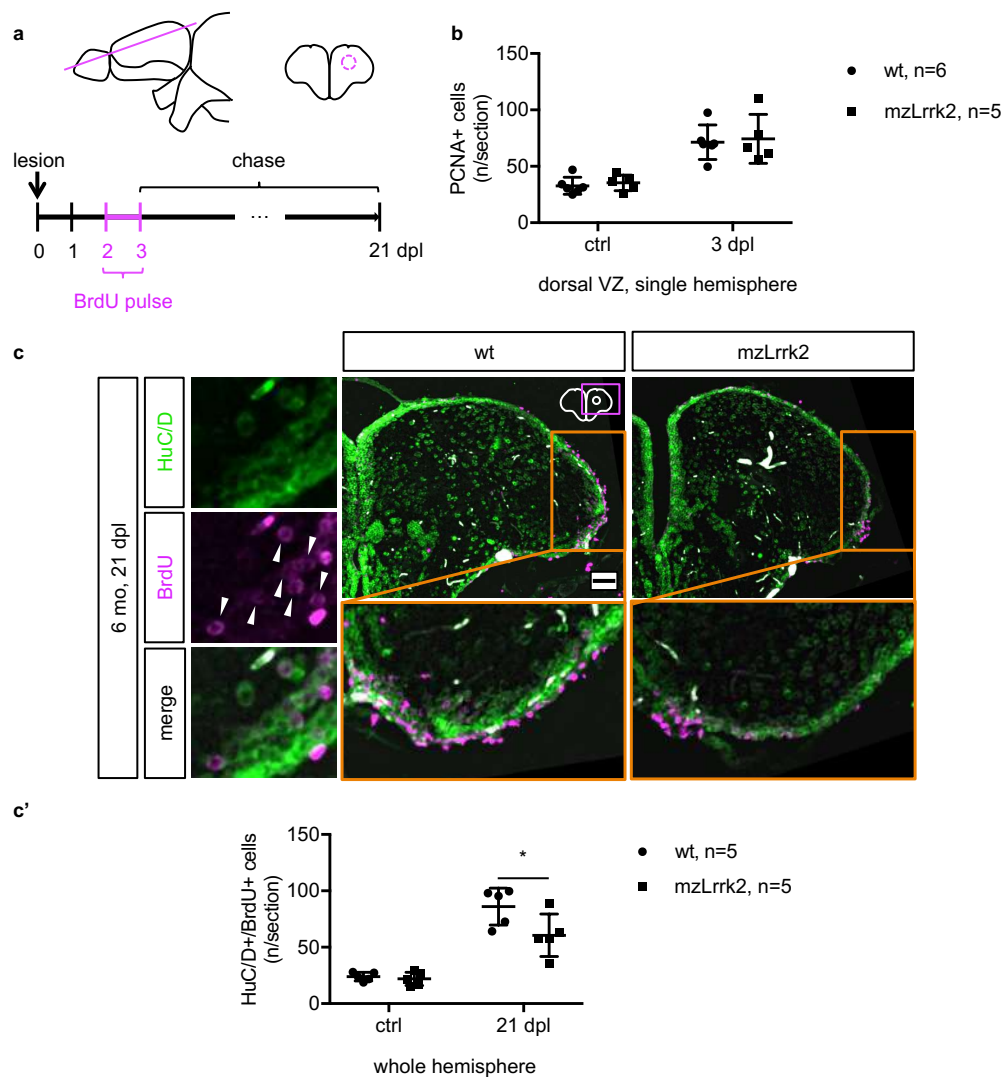 a
lesion
chase
...
0 1 2 3 21 dpl
BrdU pulse
b
PCNA+ cells
(n/section)
150
100
50
0
ctrl 3 dpl
dorsal VZ, single hemisphere
wt, n=6
mzLrrk2, n=5
c
wt mzLrrk2
6 mo, 21 dpl
HuC/D
BrdU
merge
c'
HuC/D+/BrdU+ cells
(n/section)
150
100
50
0
*
ctrl 21 dpl
whole hemisphere
wt, n=5
mzLrrk2, n=5